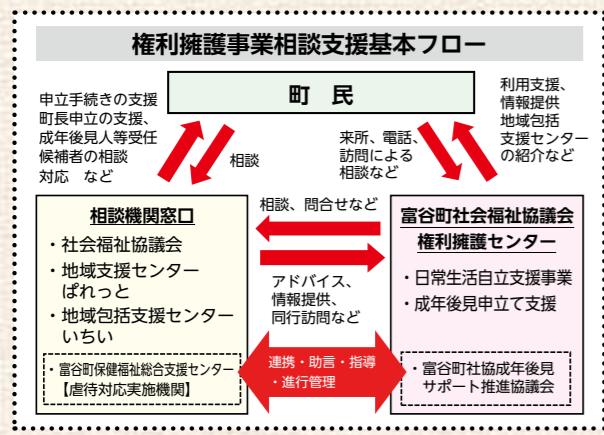 権利擁護事業相談支援基本フロー
町 民
申立手続きの支援
町長申立の支援、
成年後見人等受任
候補者の相談
対応 など
相談
来所、電話、
訪問による
相談など
利用支援、
情報提供
地域包括
支援センター
の紹介など
相談機関窓口
・社会福祉協議会
・地域支援センター
ぱれっと
・地域包括支援センター
いちい
・富谷町保健福祉総合支援センター
【虐待対応実施機関】
相談、問合せなど
アドバイス、
情報提供、
同行訪問など
連携・助言・指導
・進行管理
富谷町社会福祉協議会
権利擁護センター
・日常生活自立支援事業
・成年後見申立て支援
・富谷町社協成年後見
サポート推進協議会